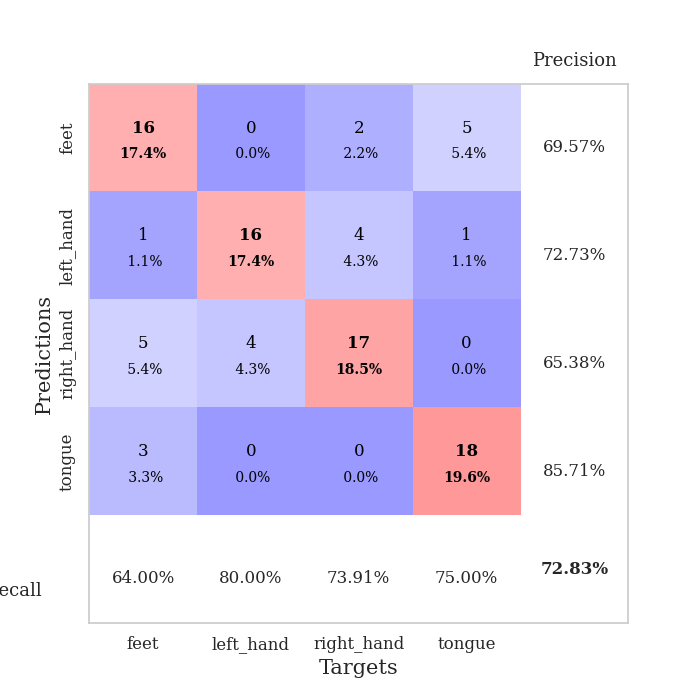 Precision
feet
16 0 2 5
17.4% 0.0% 2.2% 5.4%
69.57%
left_hand
1 16 4 1
1.1% 17.4% 4.3% 1.1%
72.73%
Predictions
right_hand
5 4 17 0
5.4% 4.3% 18.5% 0.0%
65.38%
tongue
3 0 0 18
3.3% 0.0% 0.0% 19.6%
85.71%
ecall
64.00% 80.00% 73.91% 75.00%
72.83%
feet left_hand right_hand tongue
Targets